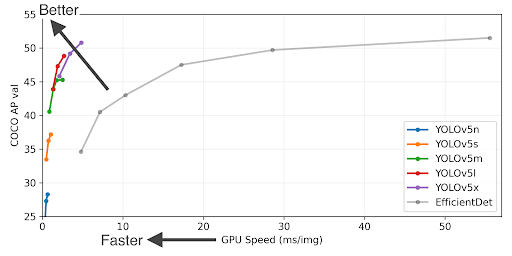 Better
55
50
45
40
35
30
25
COCO AP val
0 10 20 30 40 50
Faster
GPU Speed (ms/img)
YOLOv5n
YOLOv5s
YOLOv5m
YOLOv5l
YOLOv5x
EfficientDet